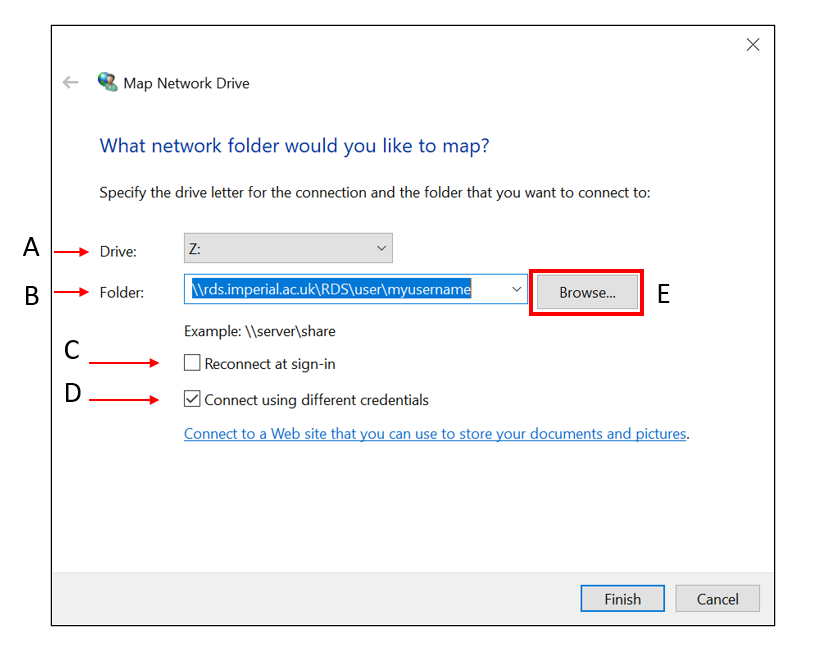 Map Network Drive
What network folder would you like to map?
Specify the drive letter for the connection and the folder that you want to connect to:
A Drive: Z:
B Folder: \\rds.imperial.ac.uk\RDS\user\myusername Browse... E
Example: \\server\share
C Reconnect at sign-in
D Connect using different credentials
Connect to a Web site that you can use to store your documents and pictures.
Finish Cancel